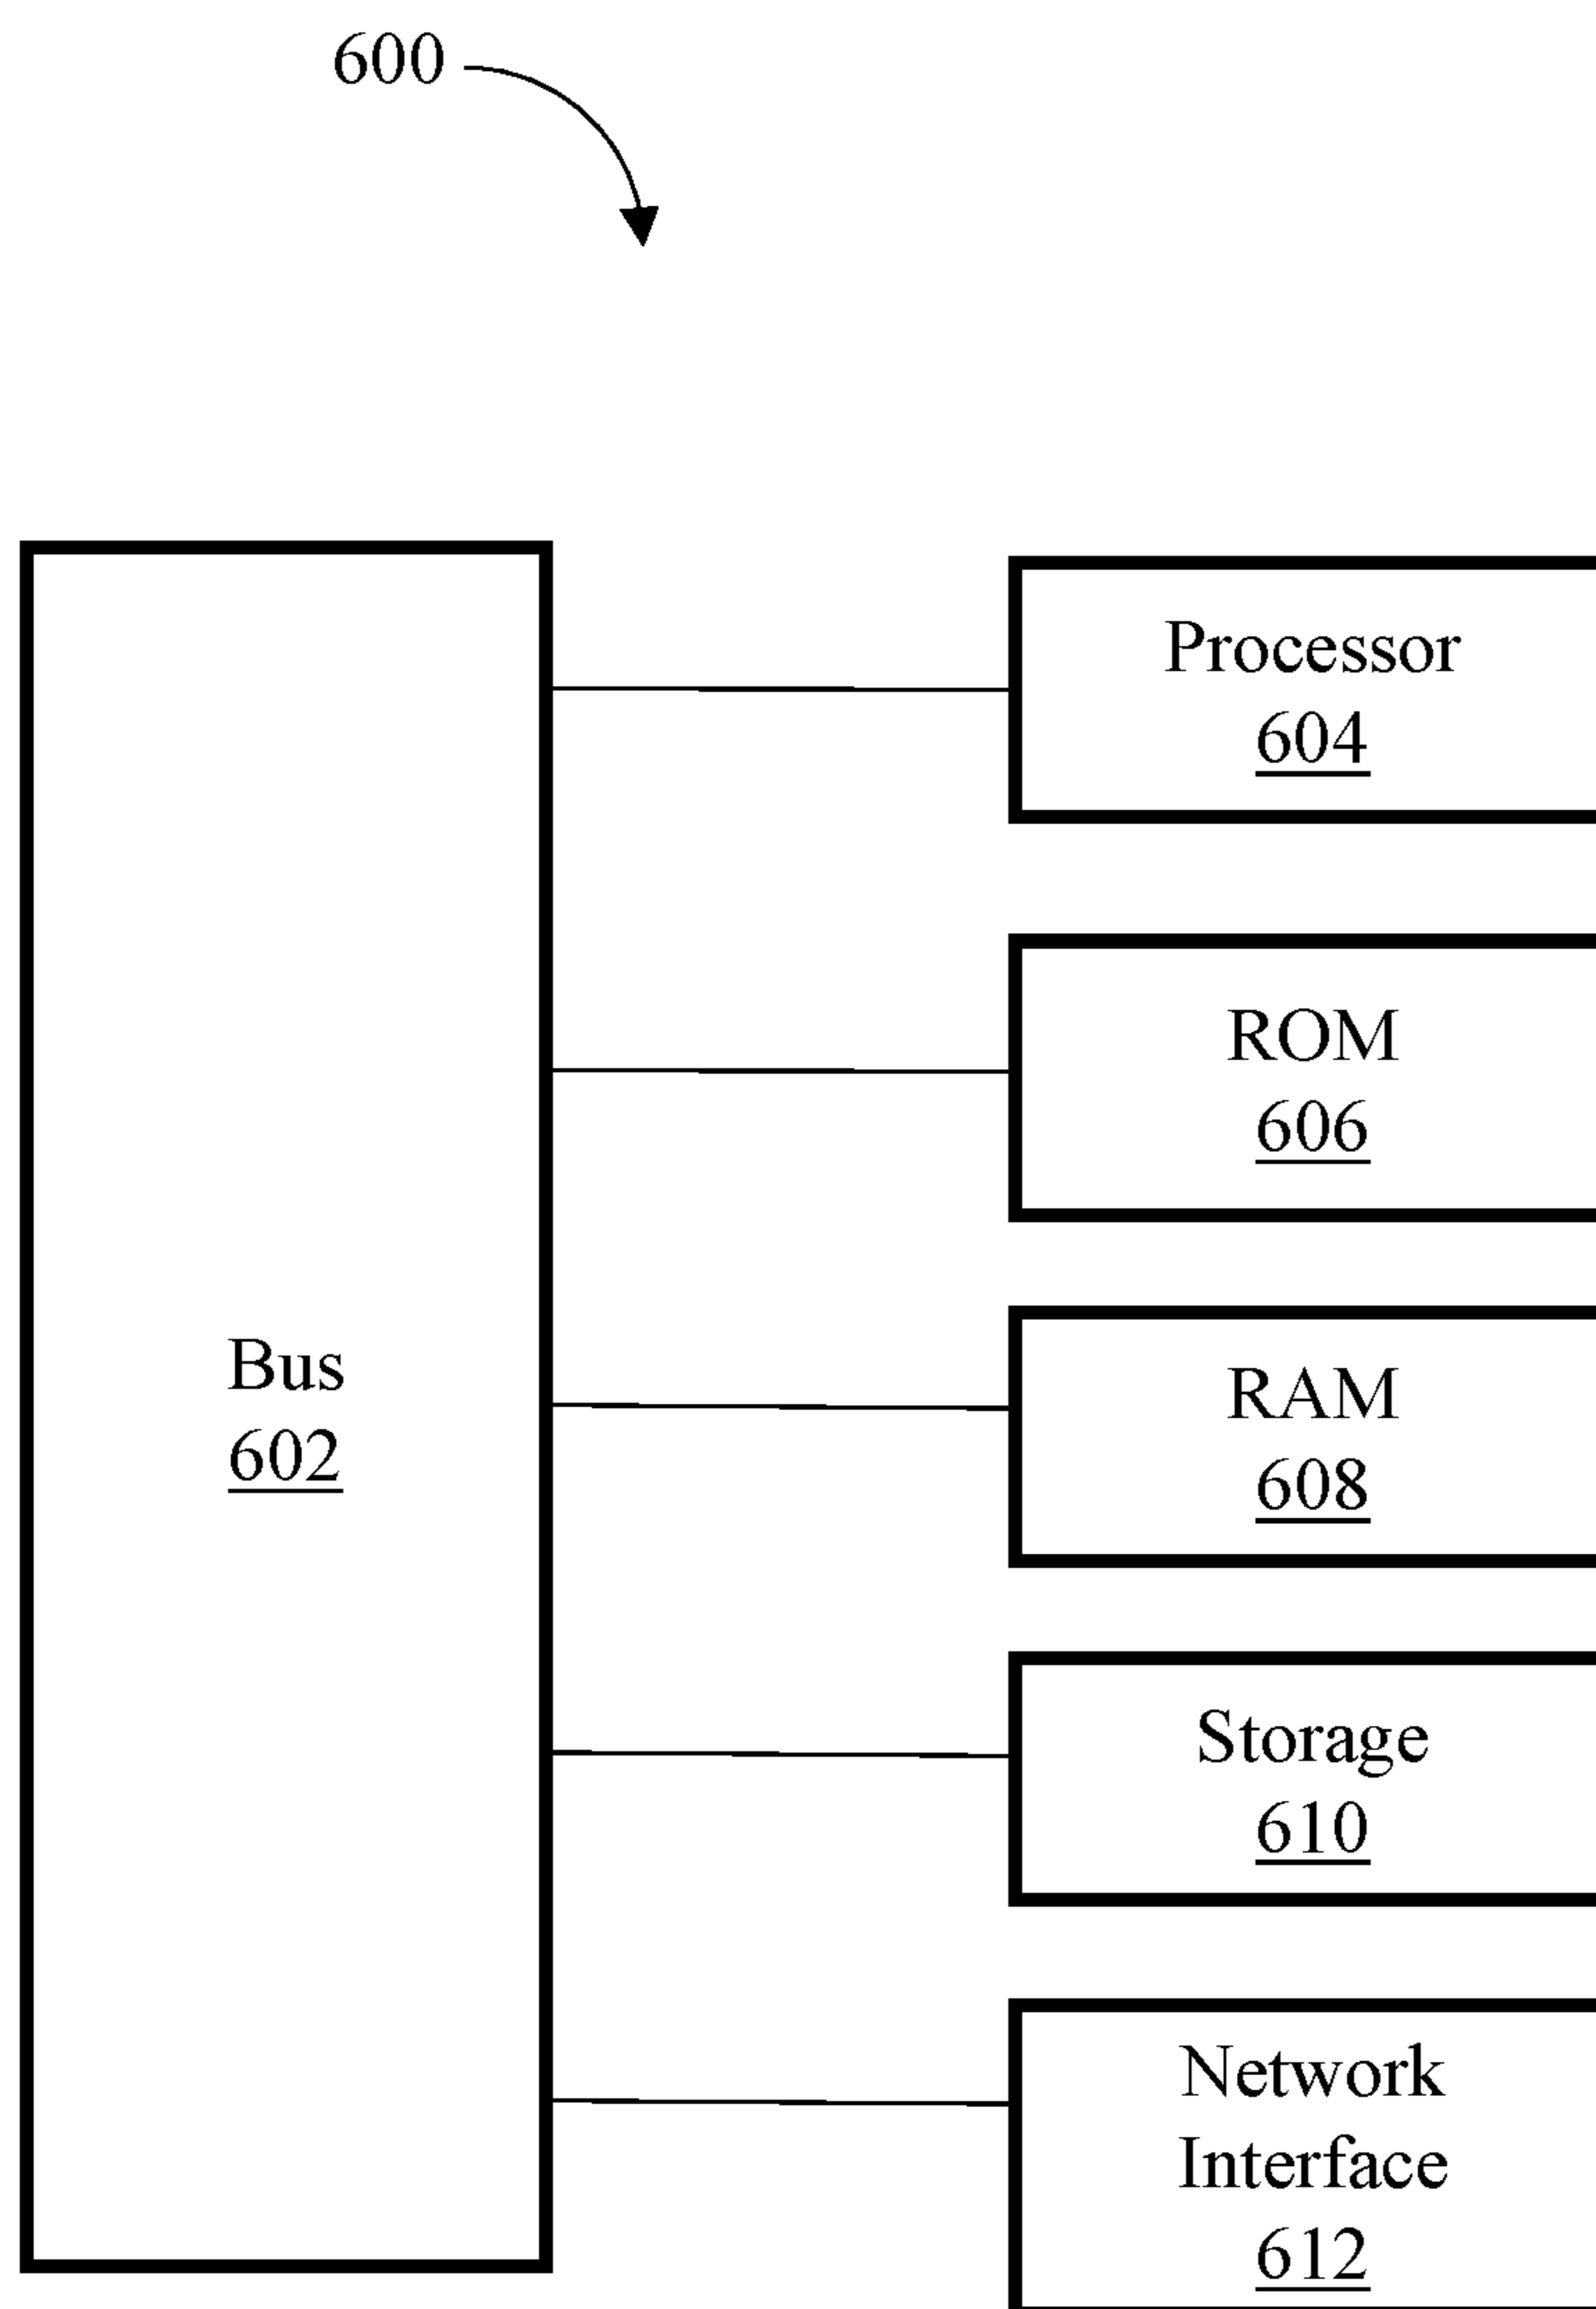 600
Processor
604
ROM
606
Bus
602
RAM
608
Storage
610
Network
Interface
612